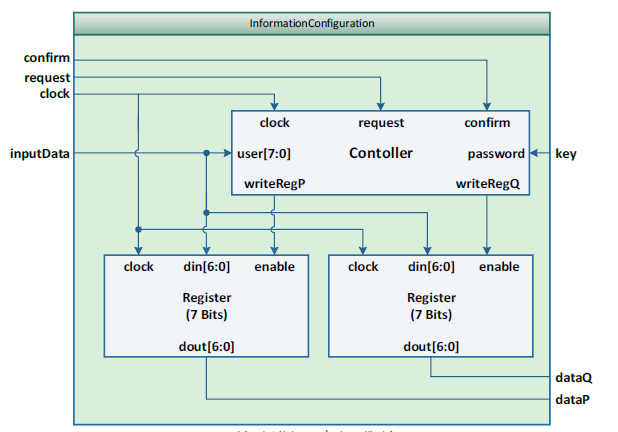 InformationConfiguration
confirm
request
clock
clock request confirm
inputData
user[7:0] Contoller password
key
writeRegP writeRegQ
clock din[6:0] enable
Register
(7 Bits)
dout[6:0]
clock din[6:0] enable
Register
(7 Bits)
dout[6:0]
dataQ
dataP